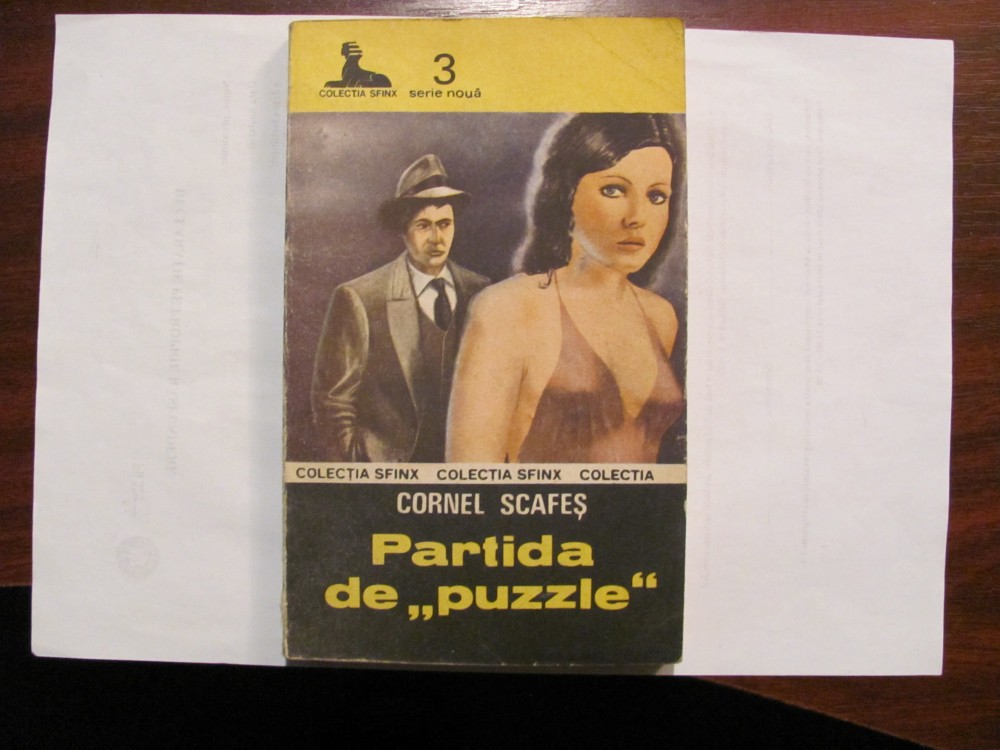 3
COLECȚIA SFINX serie nouă
COLECȚIA SFINX COLECȚIA SFINX COLECȚIA
CORNEL SCAFEȘ
Partida
de „puzzle“